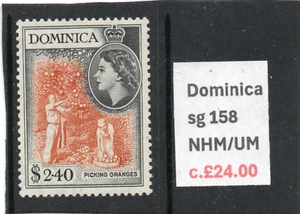 DOMINICA
PICKING ORANGES
$2.40
Dominica
sg 158
NHM/UM
c.£24.00